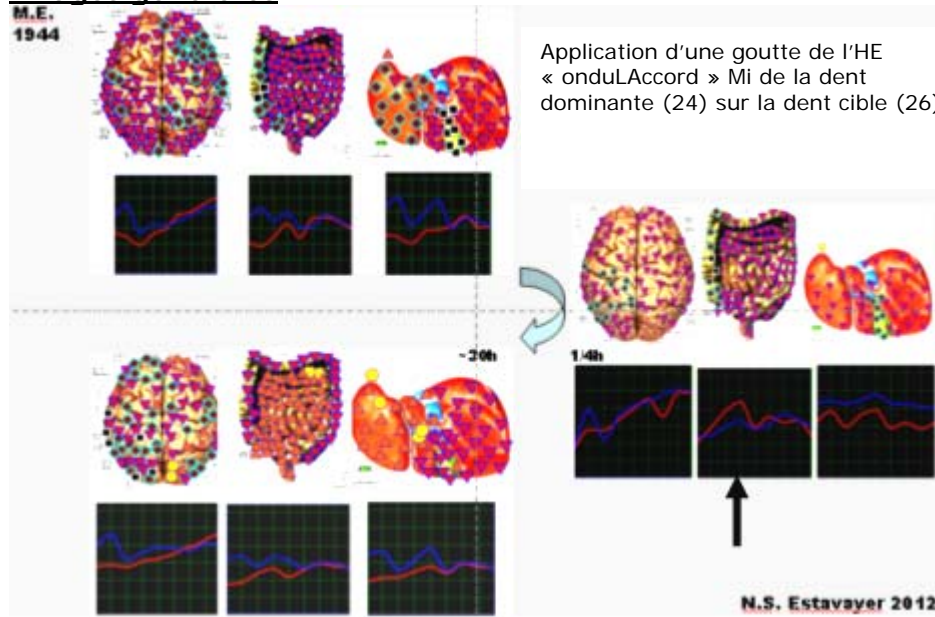 M.E.
1944
Application d'une goutte de l'HE
« onduLAccord » Mi de la dent
dominante (24) sur la dent cible (26)
~20h
1/4h
N.S. Estavayer 2012